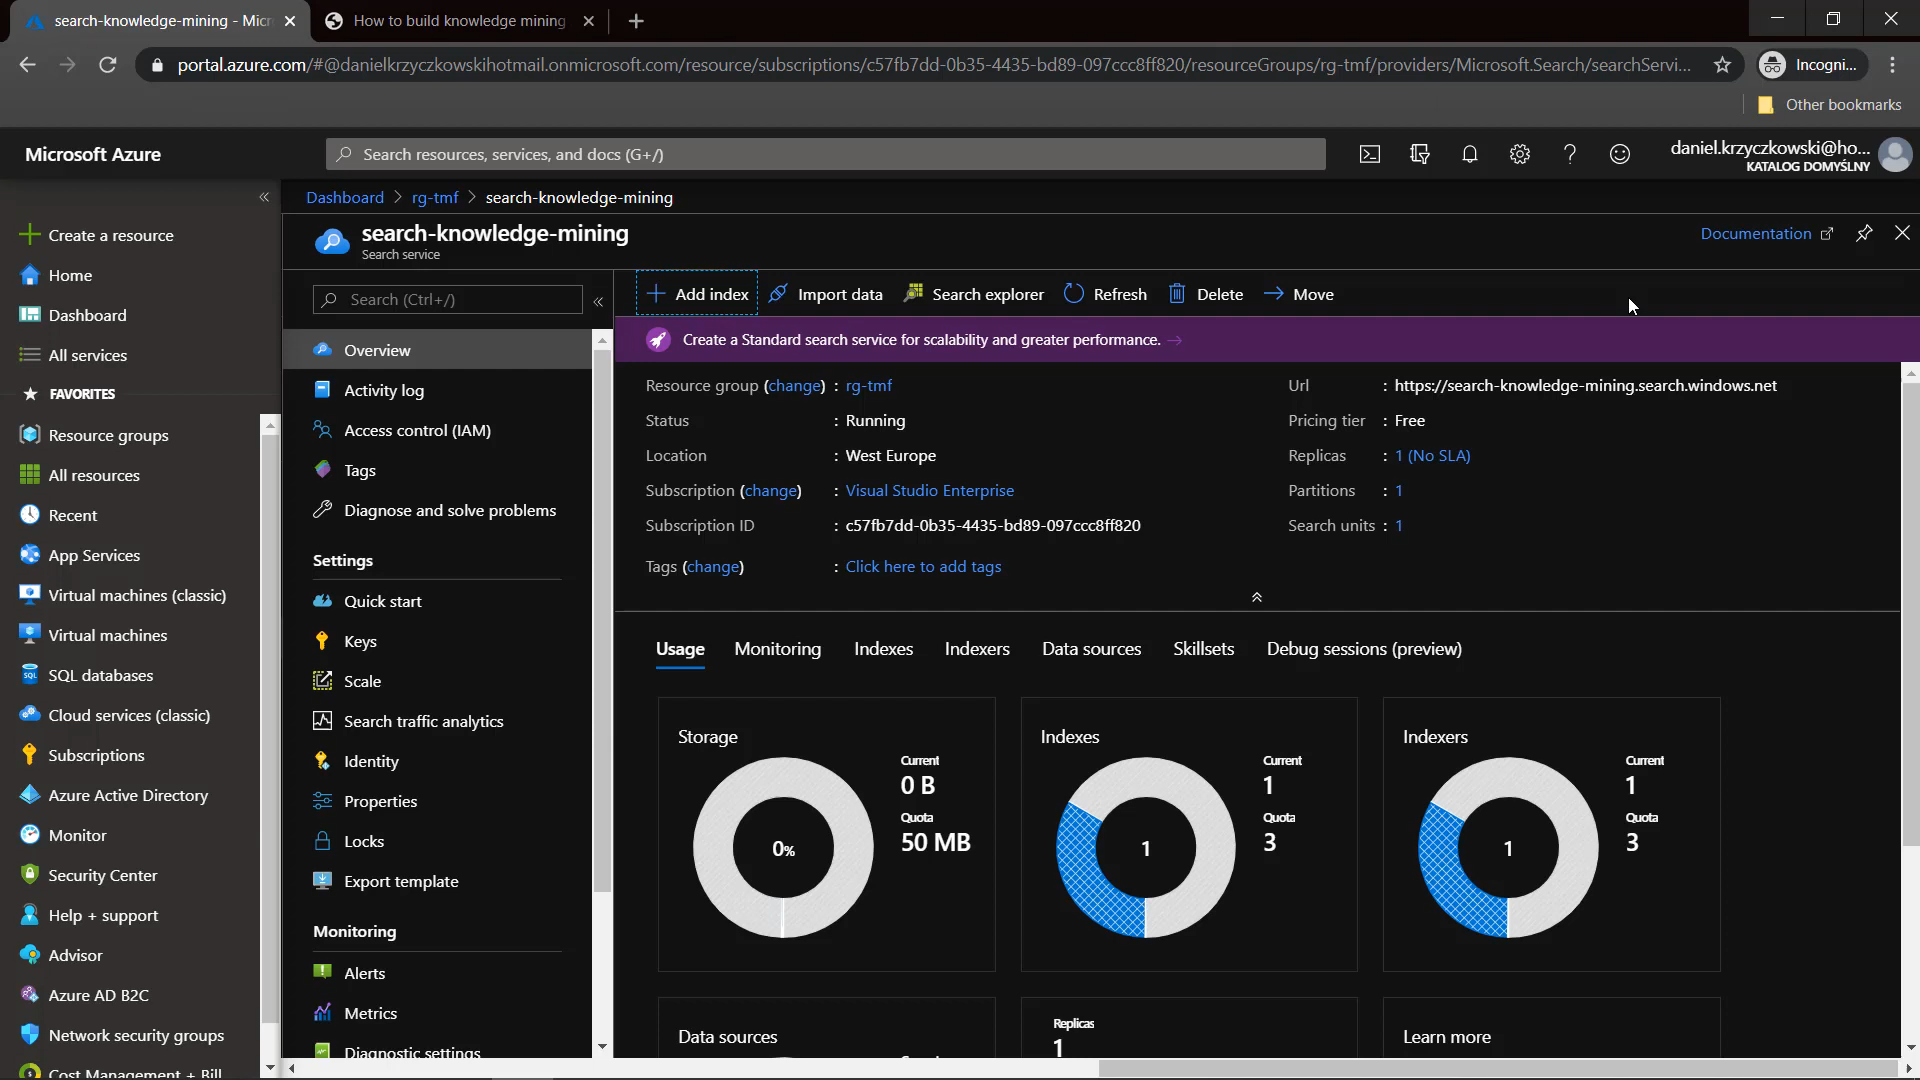 search-knowledge-mining - Micr
How to build knowledge mining
portal.azure.com/#@danielkrzyczkowskihotmail.onmicrosoft.com/resource/subscriptions/c57fb7dd-0b35-4435-bd89-097ccc8ff820/resourceGroups/rg-tmf/providers/Microsoft.Search/searchServi...
Incogni...
Other bookmarks
Microsoft Azure
Search resources, services, and docs (G+/)
daniel.krzyczkowski@ho...
KATALOG DOMYŚLNY
Dashboard > rg-tmf > search-knowledge-mining
search-knowledge-mining
Search service
Documentation
Create a resource
Home
Dashboard
All services
FAVORITES
Resource groups
All resources
Recent
App Services
Virtual machines (classic)
Virtual machines
SQL databases
Cloud services (classic)
Subscriptions
Azure Active Directory
Monitor
Security Center
Help + support
Advisor
Azure AD B2C
Network security groups
Cost Management + Bill
Search (Ctrl+/)
Overview
Activity log
Access control (IAM)
Tags
Diagnose and solve problems
Settings
Quick start
Keys
Scale
Search traffic analytics
Identity
Properties
Locks
Export template
Monitoring
Alerts
Metrics
Diagnostic settings
Add index
Import data
Search explorer
Refresh
Delete
Move
Create a Standard search service for scalability and greater performance.
Resource group (change) : rg-tmf
Status : Running
Location : West Europe
Subscription (change) : Visual Studio Enterprise
Subscription ID : c57fb7dd-0b35-4435-bd89-097ccc8ff820
Tags (change) : Click here to add tags
Url : https://search-knowledge-mining.search.windows.net
Pricing tier : Free
Replicas : 1 (No SLA)
Partitions : 1
Search units : 1
Usage
Monitoring
Indexes
Indexers
Data sources
Skillsets
Debug sessions (preview)
Storage
0%
Current
0 B
Quota
50 MB
Indexes
1
Current
1
Quota
3
Indexers
1
Current
1
Quota
3
Data sources
Replicas
1
Learn more